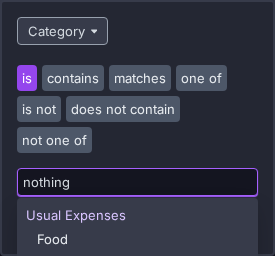 Category
is contains matches one of
is not does not contain
not one of
nothing
Usual Expenses
Food